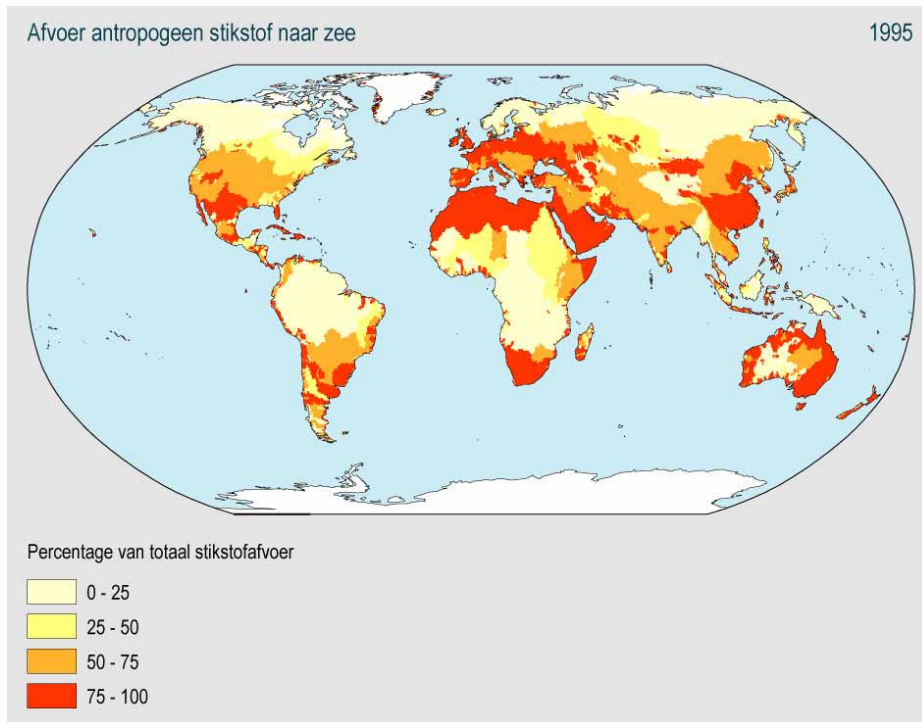 Afvoer antropogeen stikstof naar zee 1995
Percentage van totaal stikstofafvoer
0 - 25
25 - 50
50 - 75
75 - 100